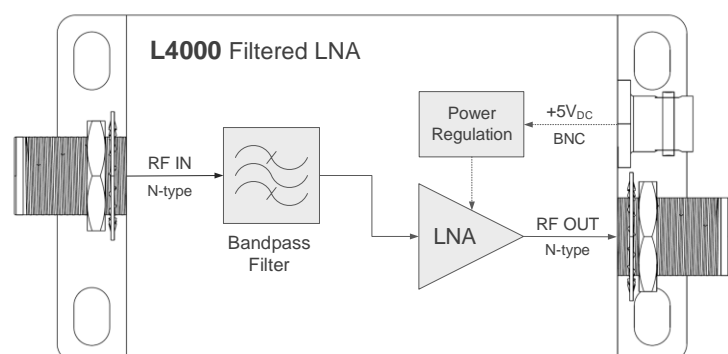 L4000 Filtered LNA
Power
Regulation
+5VDC
BNC
RF IN
N-type
Bandpass
Filter
LNA
RF OUT
N-type